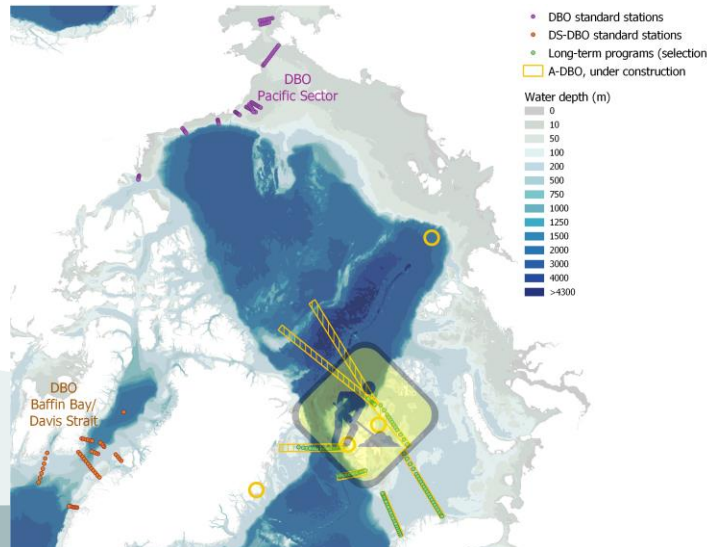 DBO standard stations
DS-DBO standard stations
Long-term programs (selection
A-DBO, under construction
Water depth (m)
0
10
50
100
200
500
750
1000
1250
1500
2000
3000
4000
>4300
DBO
Pacific Sector
DBO
Baffin Bay/
Davis Strait